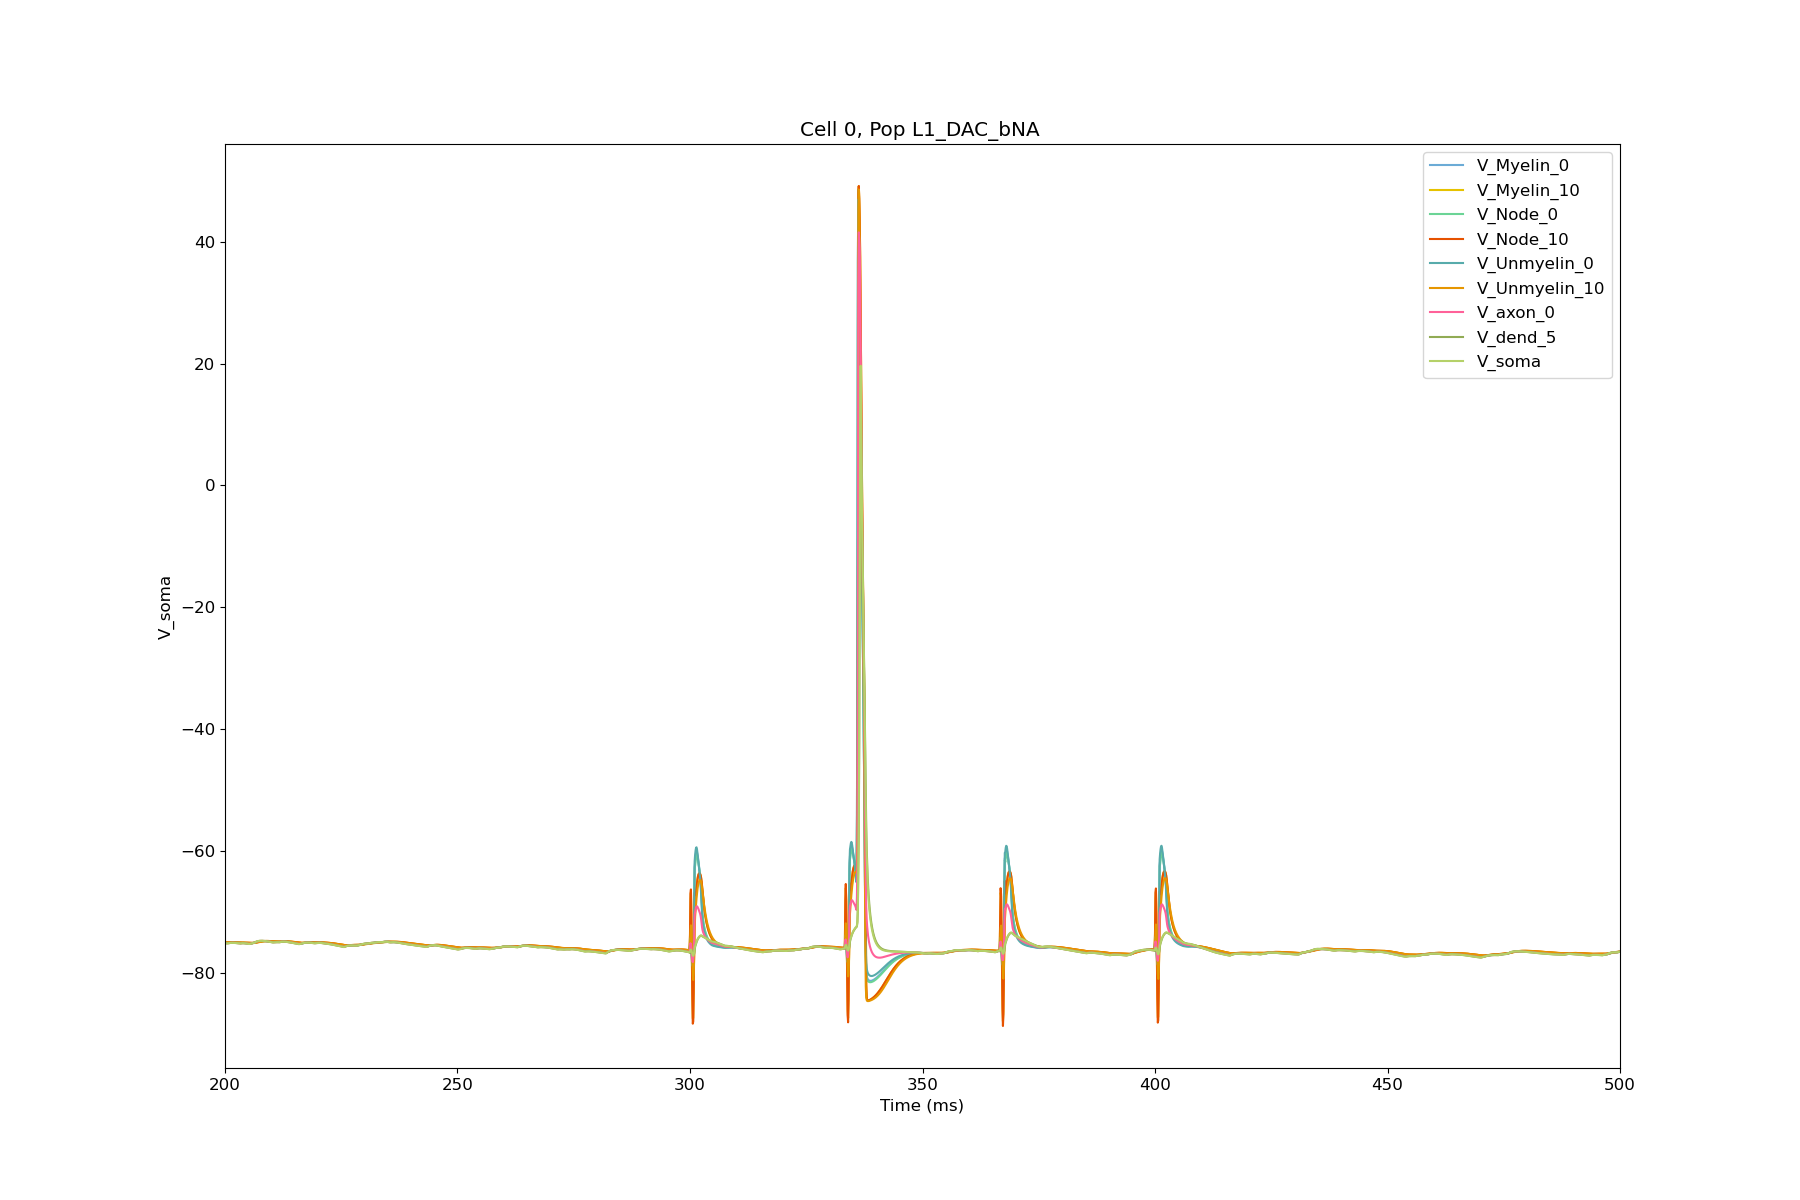 Cell 0, Pop L1_DAC_bNA
V_Myelin_0
V_Myelin_10
V_Node_0
V_Node_10
V_Unmyelin_0
V_Unmyelin_10
V_axon_0
V_dend_5
V_soma
40
20
0
−20
−40
−60
−80
V_soma
200 250 300 350 400 450 500
Time (ms)